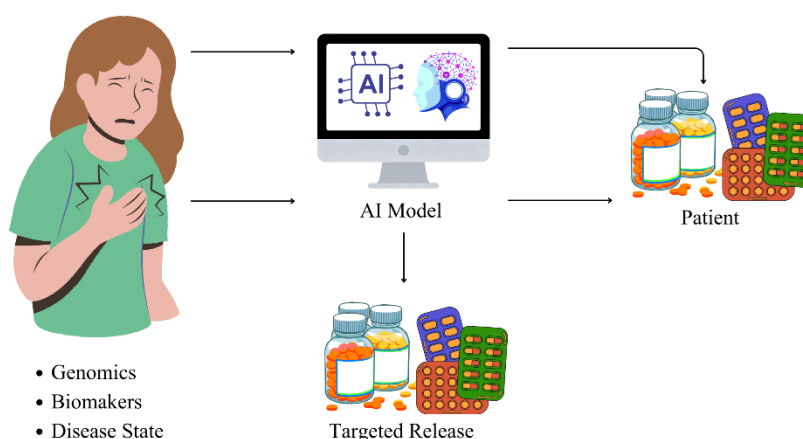 AI
AI Model
Patient
• Genomics
• Biomakers
• Disease State
Targeted Release